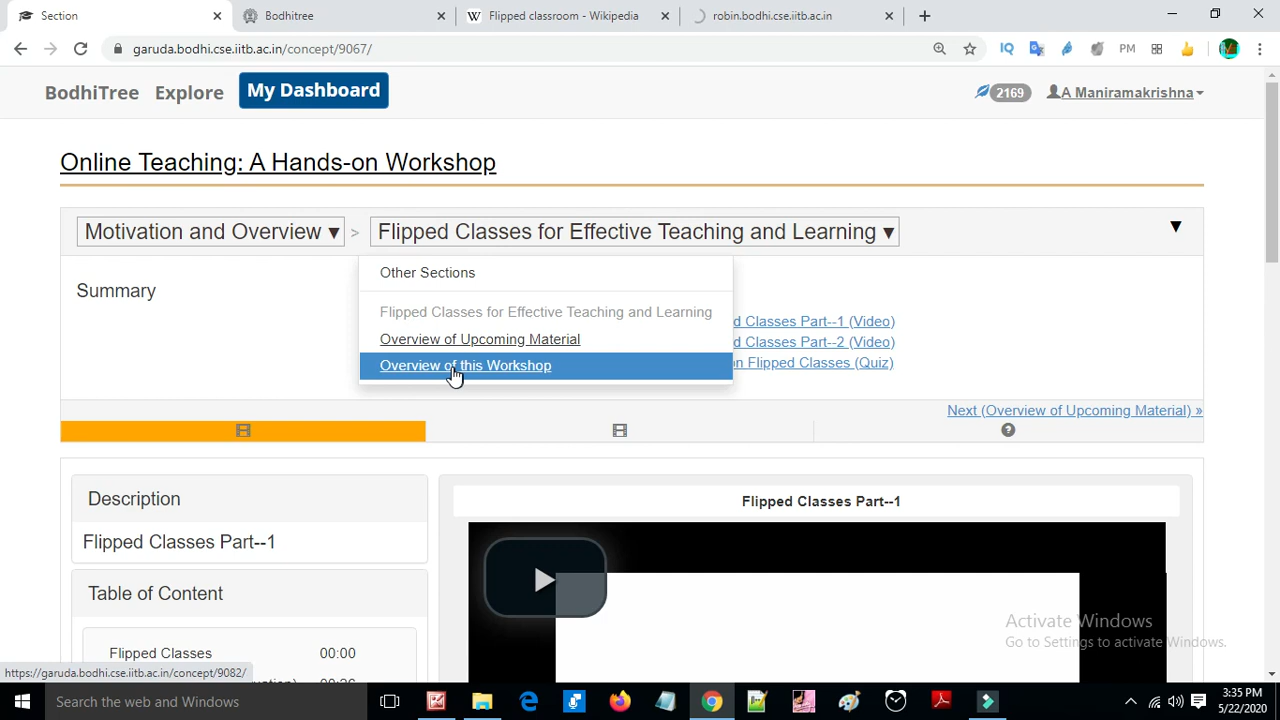 Section
Bodhitree
Flipped classroom - Wikipedia
robin.bodhi.cse.iitb.ac.in
garuda.bodhi.cse.iitb.ac.in/concept/9067/
IQ
PM
BodhiTree
Explore
My Dashboard
2169
A Maniramakrishna
Online Teaching: A Hands-on Workshop
Motivation and Overview ▾ > Flipped Classes for Effective Teaching and Learning ▾
Summary
Other Sections
Flipped Classes for Effective Teaching and Learning
Overview of Upcoming Material
Overview of this Workshop
d Classes Part--1 (Video)
d Classes Part--2 (Video)
on Flipped Classes (Quiz)
Next (Overview of Upcoming Material) »
Description
Flipped Classes Part--1
Table of Content
Flipped Classes 00:00
Flipped Classes Part--1
Activate Windows
Go to Settings to activate Windows.
https://garuda.bodhi.cse.iitb.ac.in/concept/9082/
Search the web and Windows
3:35 PM
5/22/2020